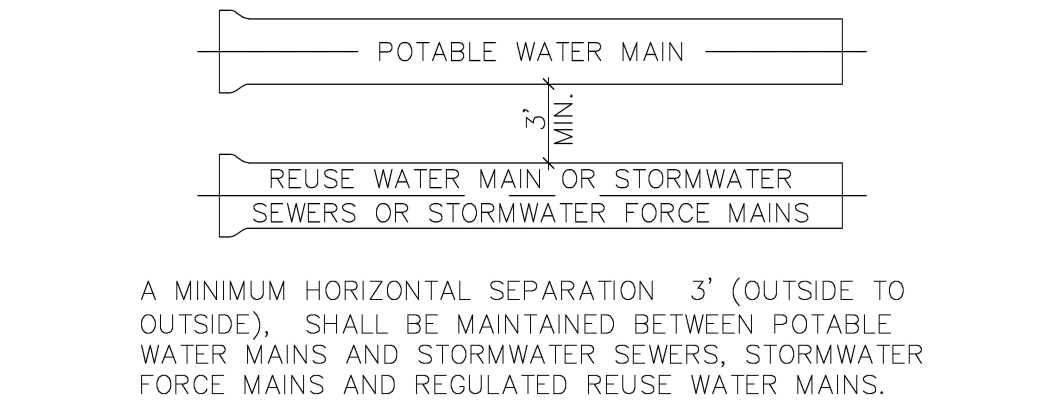 POTABLE WATER MAIN
3'
MIN.
REUSE WATER MAIN OR STORMWATER
SEWERS OR STORMWATER FORCE MAINS
A MINIMUM HORIZONTAL SEPARATION 3' (OUTSIDE TO
OUTSIDE), SHALL BE MAINTAINED BETWEEN POTABLE
WATER MAINS AND STORMWATER SEWERS, STORMWATER
FORCE MAINS AND REGULATED REUSE WATER MAINS.